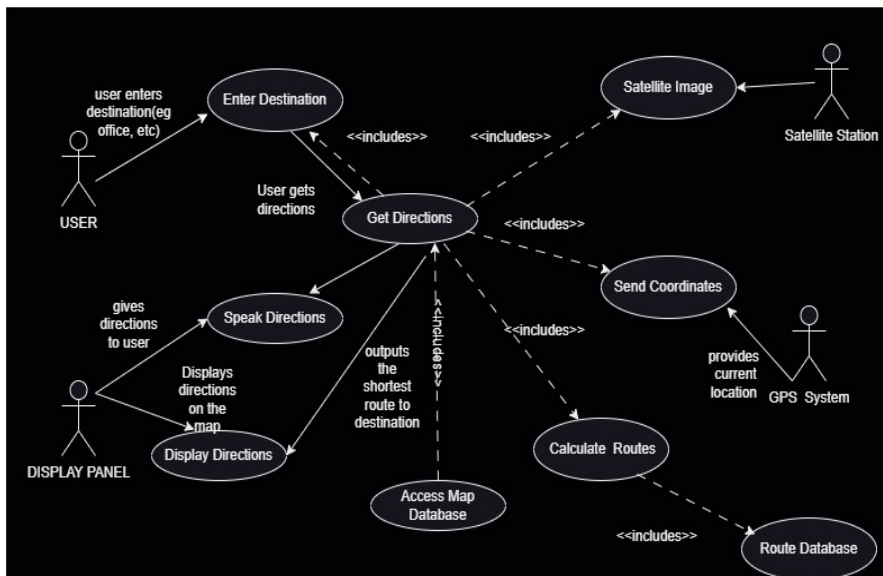 user enters
destination(eg
office, etc)
USER
Enter Destination
<<includes>>
User gets
directions
Get Directions
<<includes>>
Satellite Image
Satellite Station
<<includes>>
Send Coordinates
provides
current
location
GPS System
gives
directions
to user
Speak Directions
Displays
directions
on the
map
DISPLAY PANEL
Display Directions
outputs
the
shortest
route to
destination
<<includes>>
Access Map
Database
<<includes>>
Calculate Routes
<<includes>>
Route Database